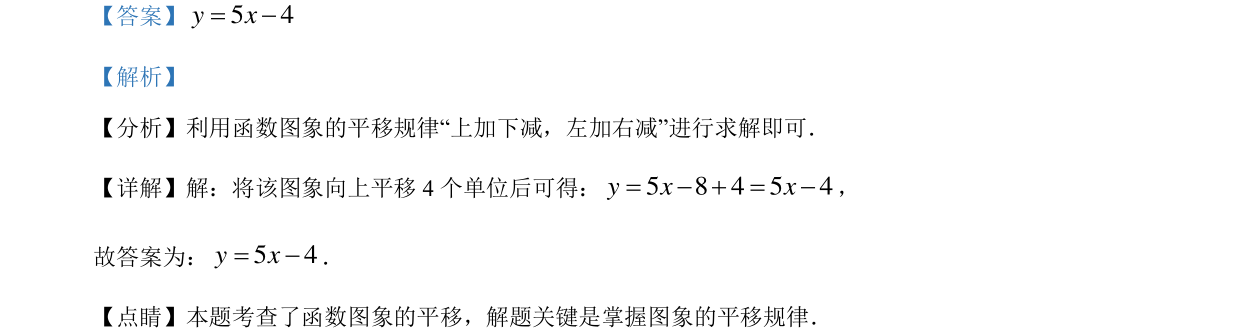 【答案】y=5x−4
【解析】
【分析】利用函数图象的平移规律“上加下减，左加右减”进行求解即可．
【详解】解：将该图象向上平移 4 个单位后可得：y=5x−8+4=5x−4，
故答案为：y=5x−4．
【点睛】本题考查了函数图象的平移，解题关键是掌握图象的平移规律．